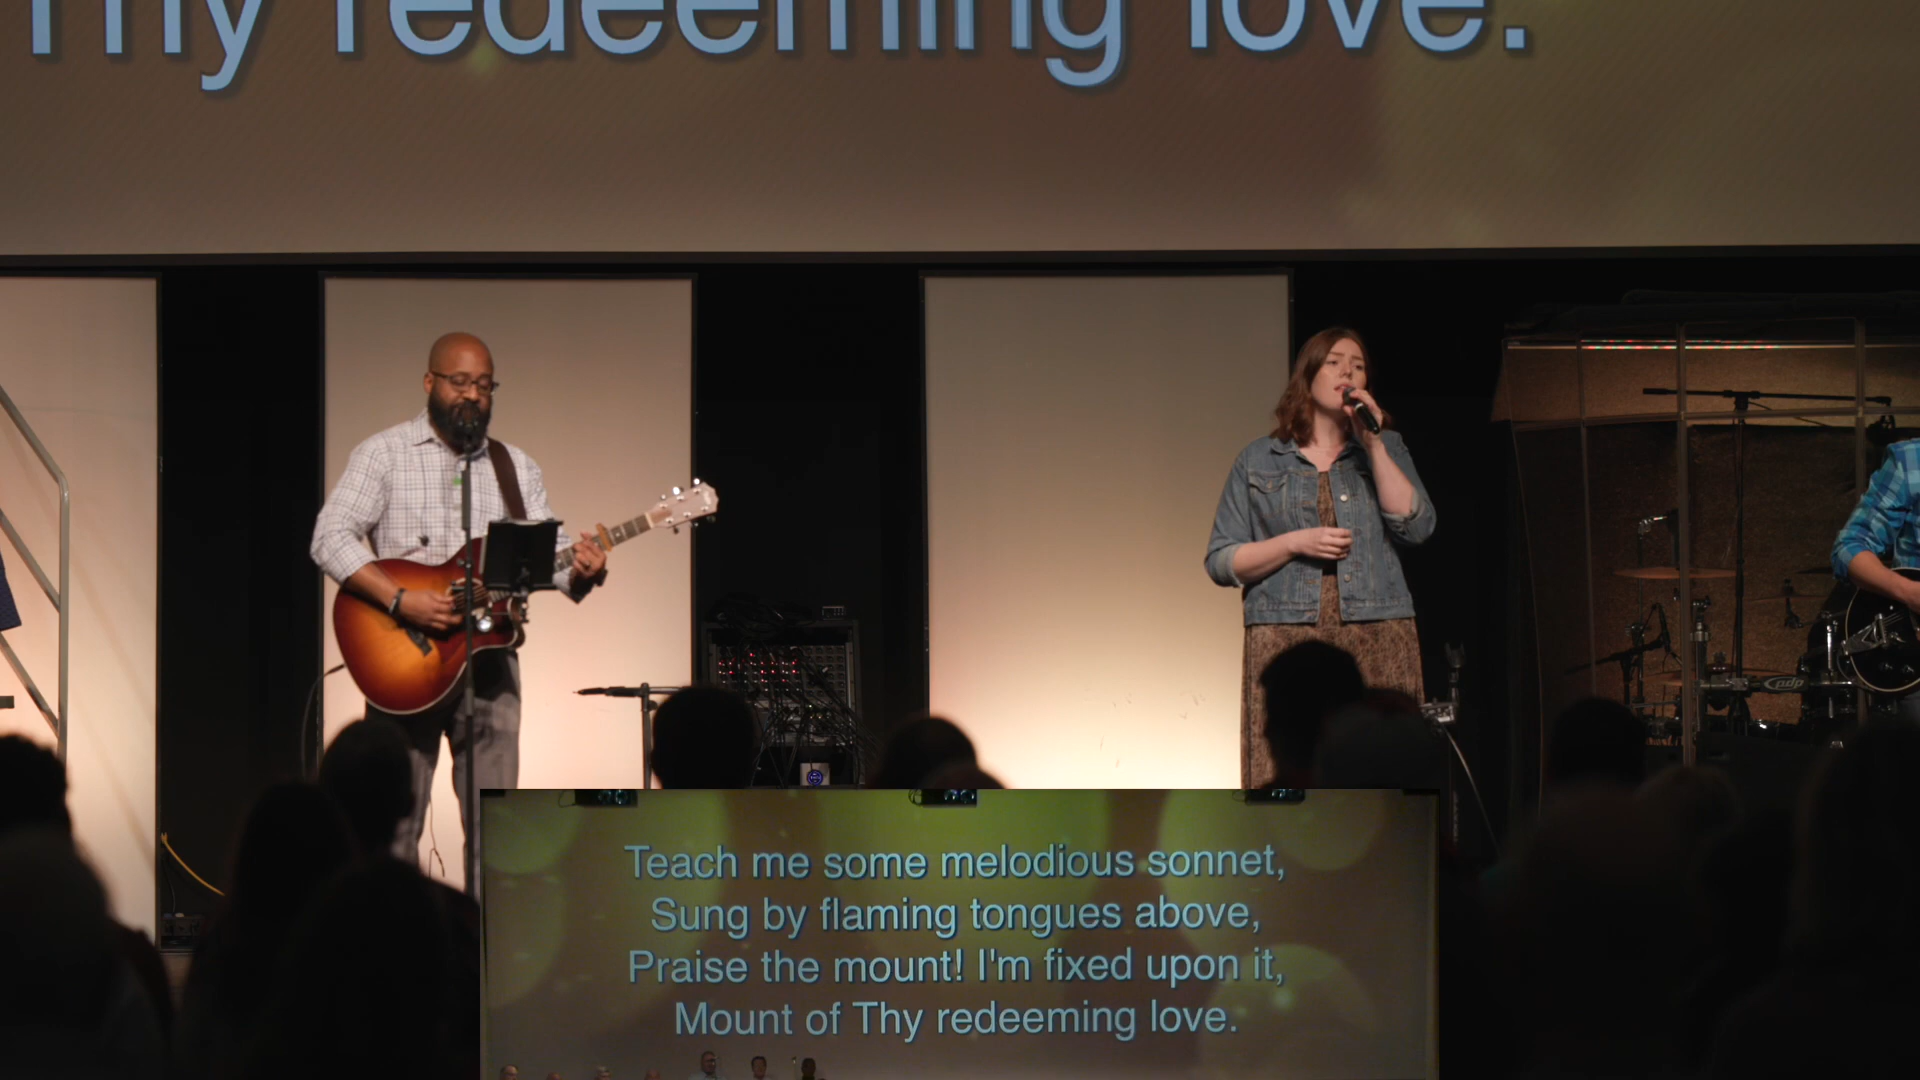 Thy redeeming love.
pdp
Teach me some melodious sonnet,
Sung by flaming tongues above,
Praise the mount! I'm fixed upon it,
Mount of Thy redeeming love.